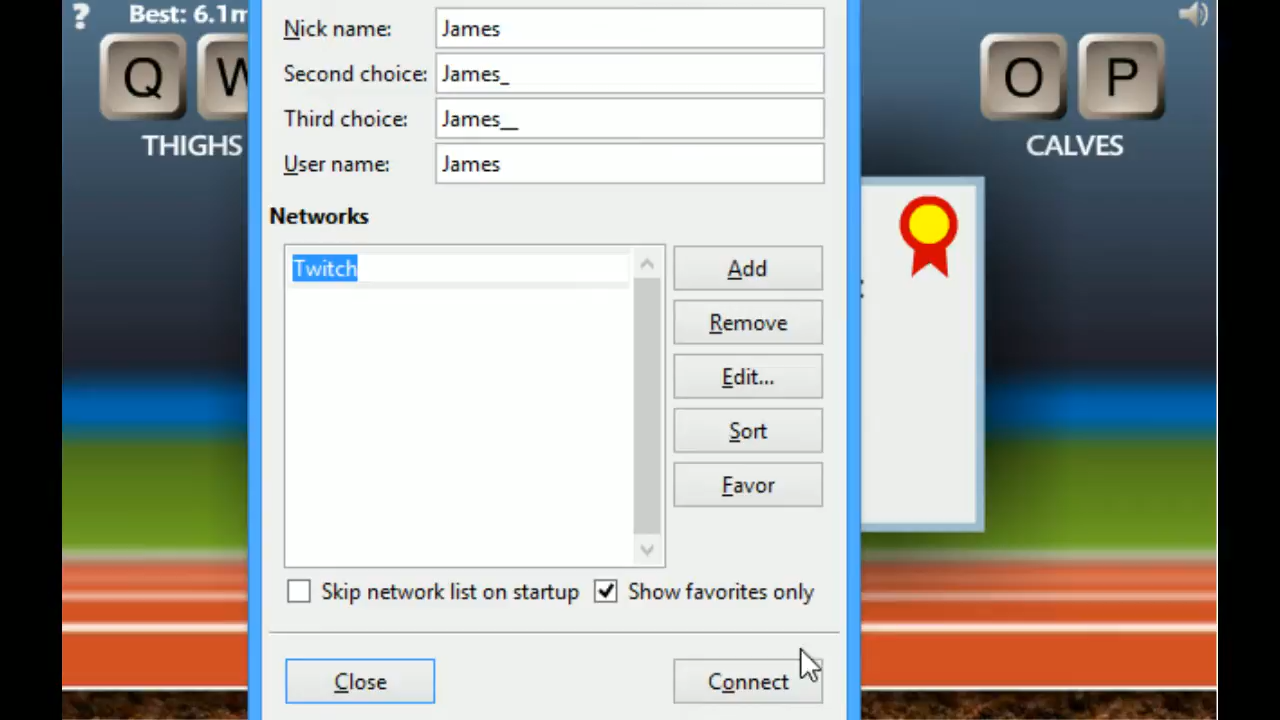 ? Best: 6.1m
Q W O P
THIGHS CALVES
Nick name: James
Second choice: James_
Third choice: James__
User name: James
Networks
Twitch
Add
Remove
Edit...
Sort
Favor
Skip network list on startup Show favorites only
Close Connect